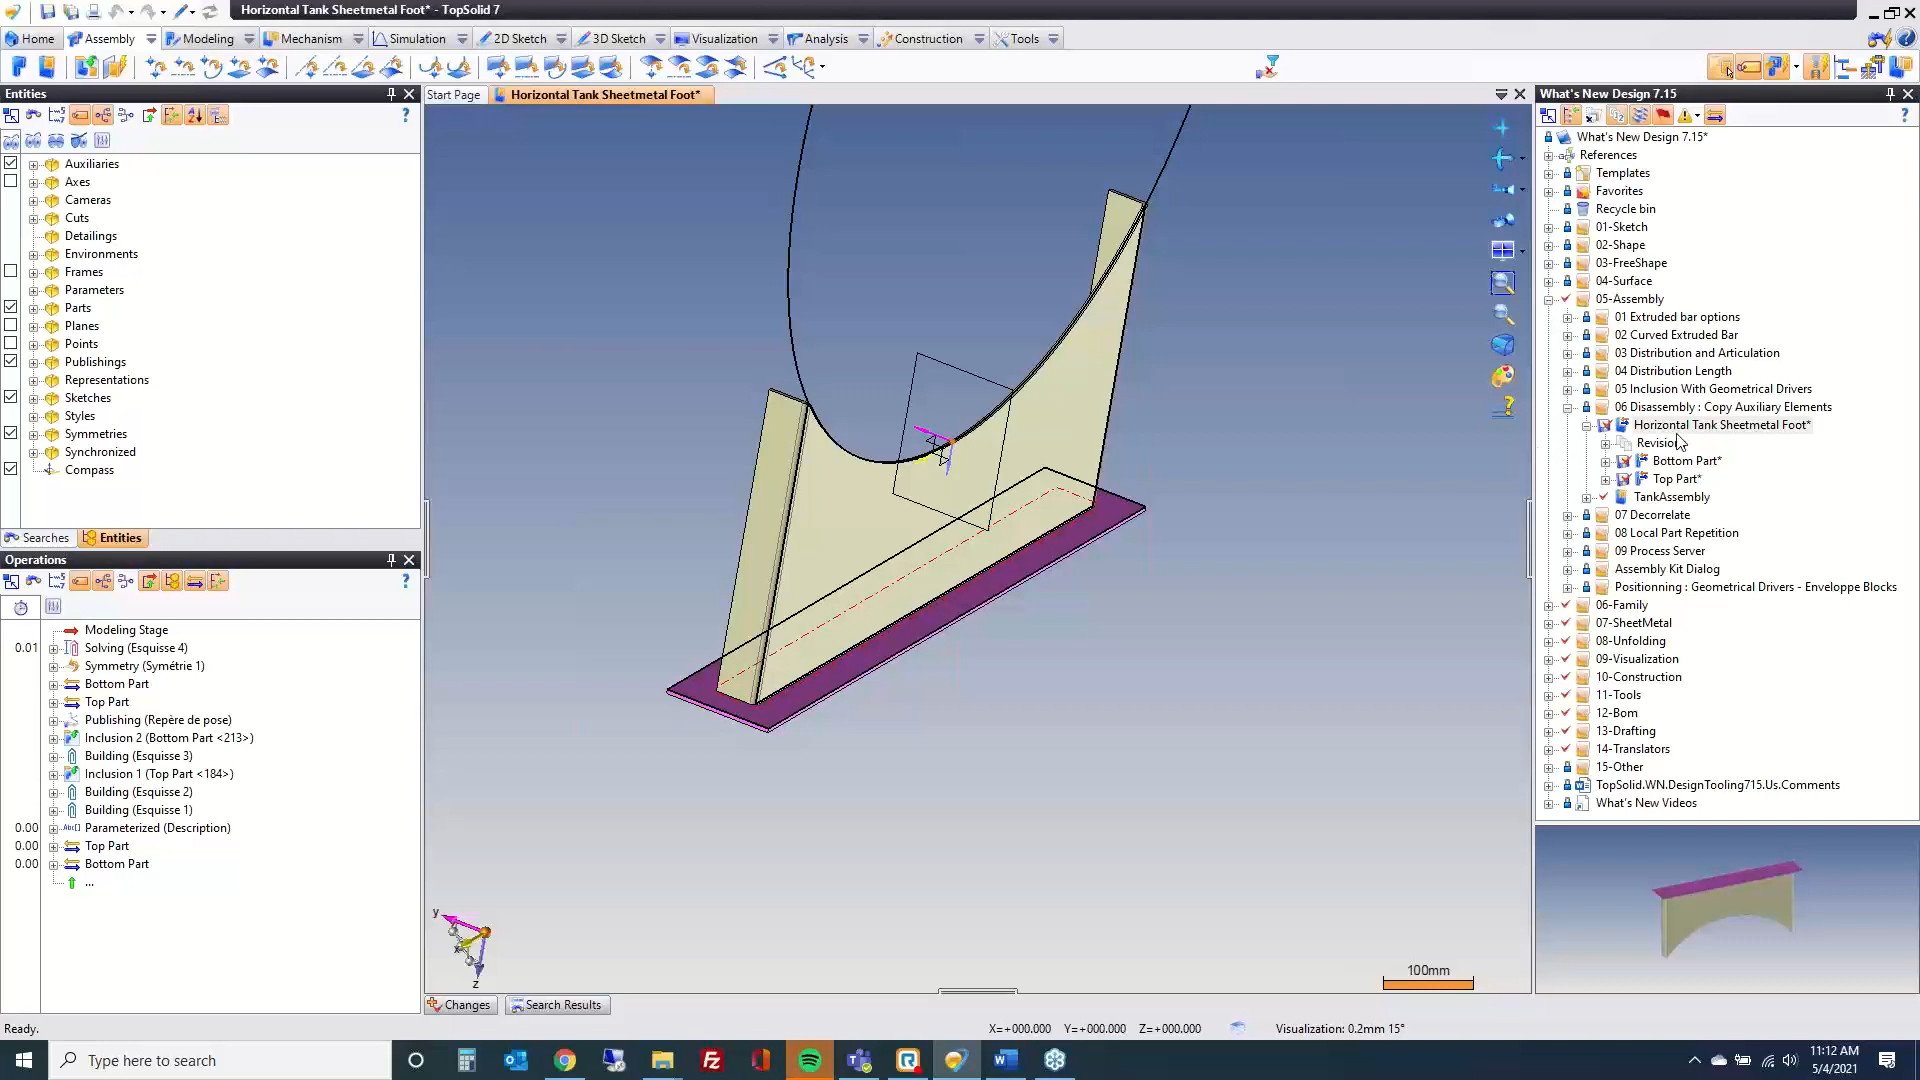 Horizontal Tank Sheetmetal Foot* - TopSolid 7
Home Assembly Modeling Mechanism Simulation 2D Sketch 3D Sketch Visualization Analysis Construction Tools
Entities
Auxiliaries
Axes
Cameras
Cuts
Detailings
Environments
Frames
Parameters
Parts
Planes
Points
Publishings
Representations
Sketches
Styles
Symmetries
Synchronized
Compass
Searches Entities
Operations
Modeling Stage
0.01 Solving (Esquisse 4)
Symmetry (Symétrie 1)
Bottom Part
Top Part
Publishing (Repère de pose)
Inclusion 2 (Bottom Part <213>)
Building (Esquisse 3)
Inclusion 1 (Top Part <184>)
Building (Esquisse 2)
Building (Esquisse 1)
0.00 Parameterized (Description)
0.00 Top Part
0.00 Bottom Part
...
Start Page Horizontal Tank Sheetmetal Foot*
y
x
z
100mm
Changes Search Results
What's New Design 7.15
What's New Design 7.15*
References
Templates
Favorites
Recycle bin
01-Sketch
02-Shape
03-FreeShape
04-Surface
05-Assembly
01 Extruded bar options
02 Curved Extruded Bar
03 Distribution and Articulation
04 Distribution Length
05 Inclusion With Geometrical Drivers
06 Disassembly : Copy Auxiliary Elements
Horizontal Tank Sheetmetal Foot*
Revision
Bottom Part*
Top Part*
TankAssembly
07 Decorrelate
08 Local Part Repetition
09 Process Server
Assembly Kit Dialog
Positionning : Geometrical Drivers - Enveloppe Blocks
06-Family
07-SheetMetal
08-Unfolding
09-Visualization
10-Construction
11-Tools
12-Bom
13-Drafting
14-Translators
15-Other
TopSolid.WN.DesignTooling715.Us.Comments
What's New Videos
Ready.
X=+000.000 Y=+000.000 Z=+000.000 Visualization: 0.2mm 15°
Type here to search
11:12 AM
5/4/2021